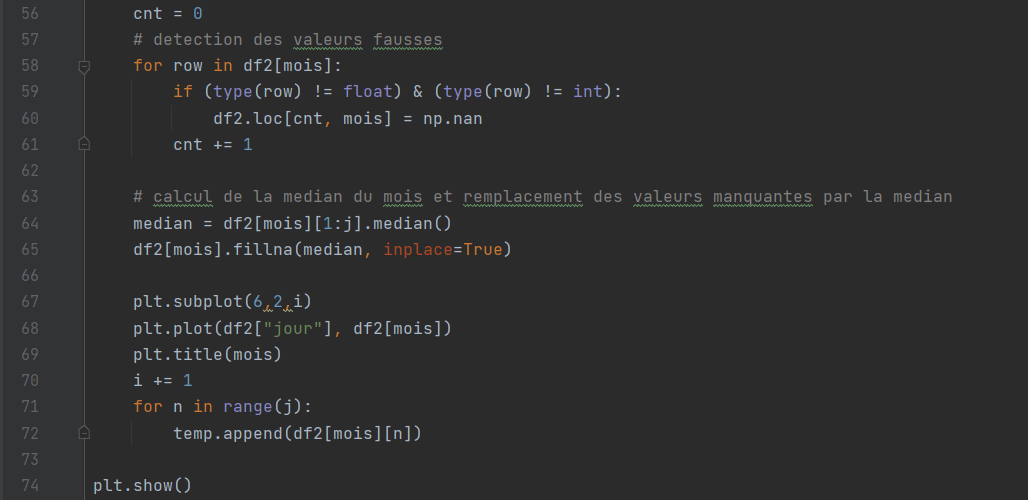 56 cnt = 0
57 # detection des valeurs fausses
58 for row in df2[mois]:
59 if (type(row) != float) & (type(row) != int):
60 df2.loc[cnt, mois] = np.nan
61 cnt += 1
62
63 # calcul de la median du mois et remplacement des valeurs manquantes par la median
64 median = df2[mois][1:j].median()
65 df2[mois].fillna(median, inplace=True)
66
67 plt.subplot(6,2,i)
68 plt.plot(df2["jour"], df2[mois])
69 plt.title(mois)
70 i += 1
71 for n in range(j):
72 temp.append(df2[mois][n])
73
74 plt.show()